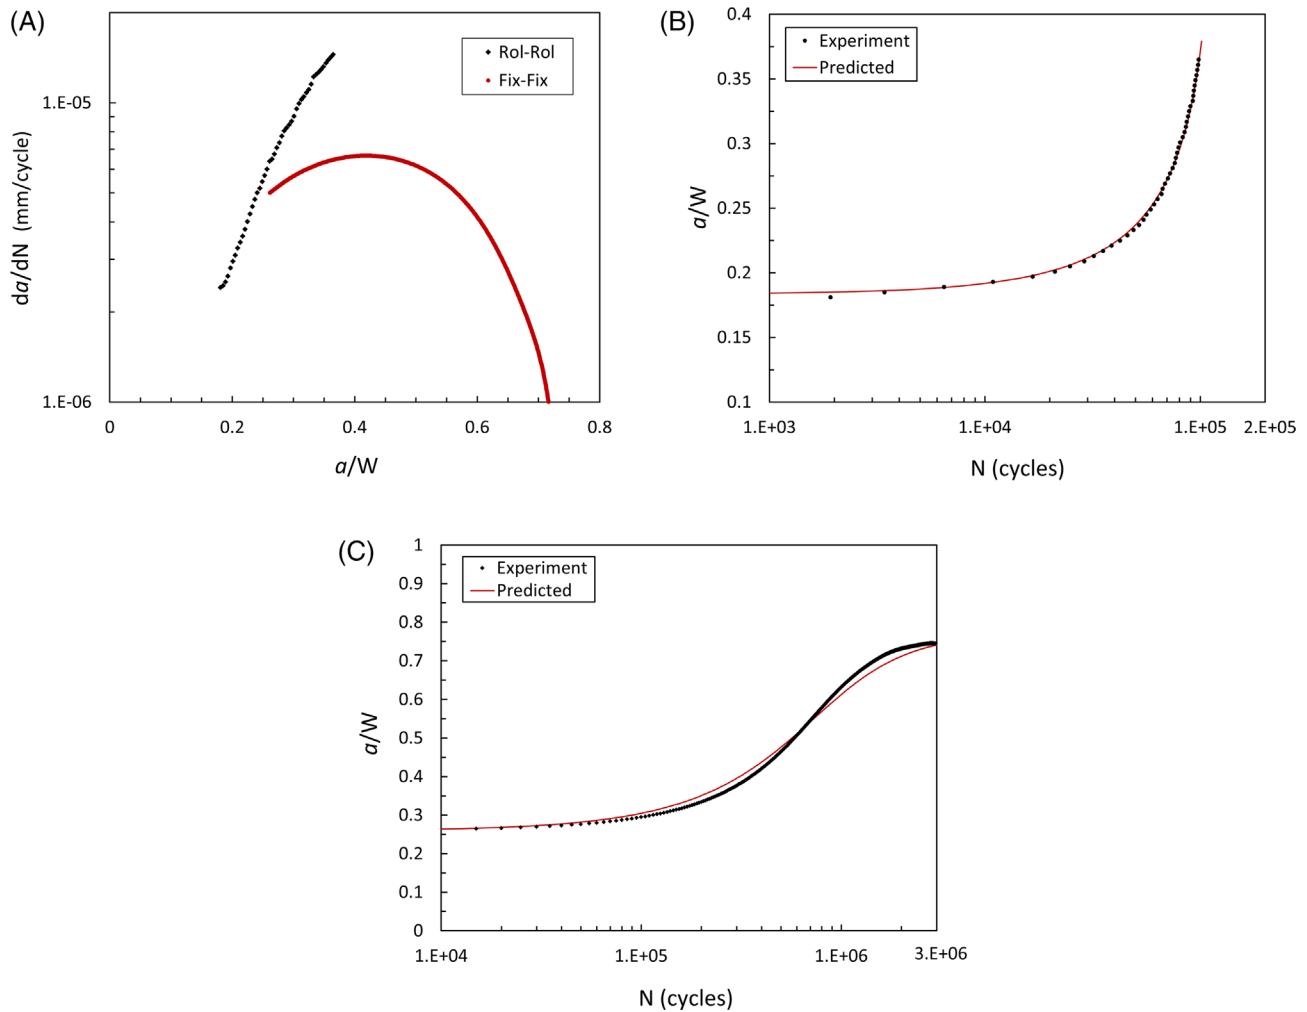 (A)
Rol-Rol
Fix-Fix
1.E-05
1.E-06
da/dN (mm/cycle)
0 0.2 0.4 0.6 0.8
a/W
(B)
Experiment
Predicted
0.4
0.35
0.3
0.25
0.2
0.15
0.1
a/W
1.E+03 1.E+04 1.E+05 2.E+05
N (cycles)
(C)
Experiment
Predicted
1
0.9
0.8
0.7
0.6
0.5
0.4
0.3
0.2
0.1
0
a/W
1.E+04 1.E+05 1.E+06 3.E+06
N (cycles)